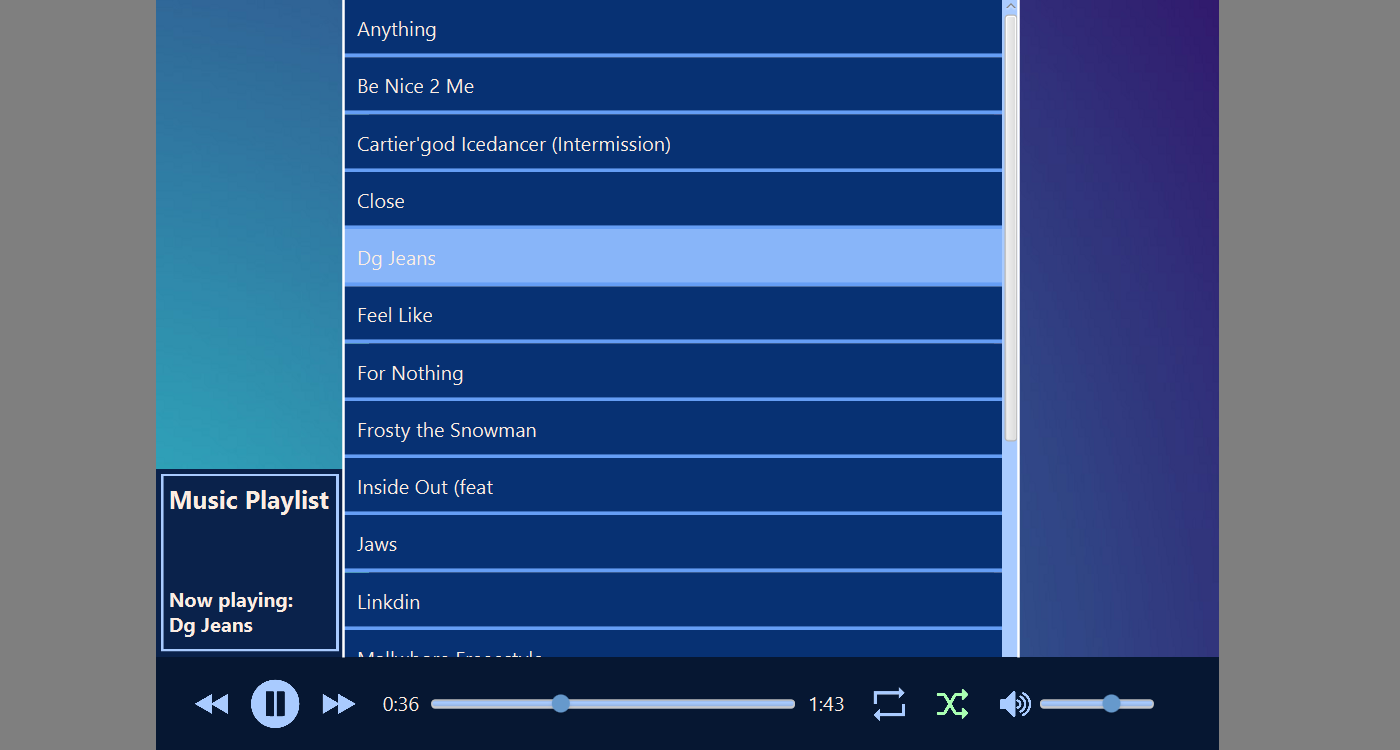 Anything
Be Nice 2 Me
Cartier'god Icedancer (Intermission)
Close
Dg Jeans
Feel Like
For Nothing
Frosty the Snowman
Inside Out (feat
Jaws
Linkdin
Music Playlist
Now playing:
Dg Jeans
0:36
1:43